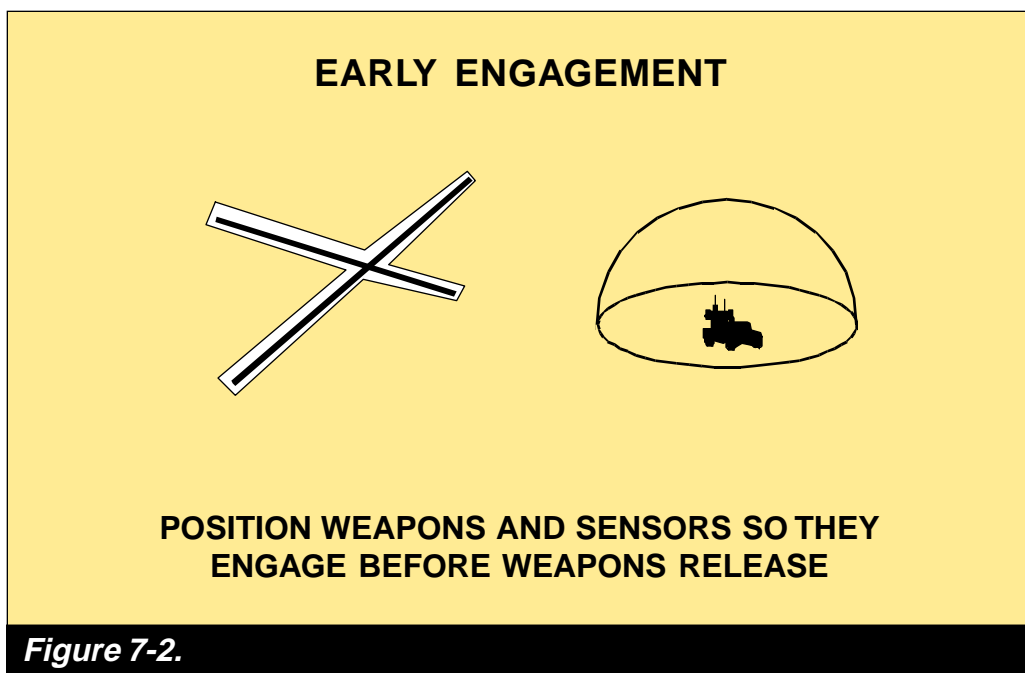 EARLY ENGAGEMENT
POSITION WEAPONS AND SENSORS SO THEY
ENGAGE BEFORE WEAPONS RELEASE
Figure 7-2.